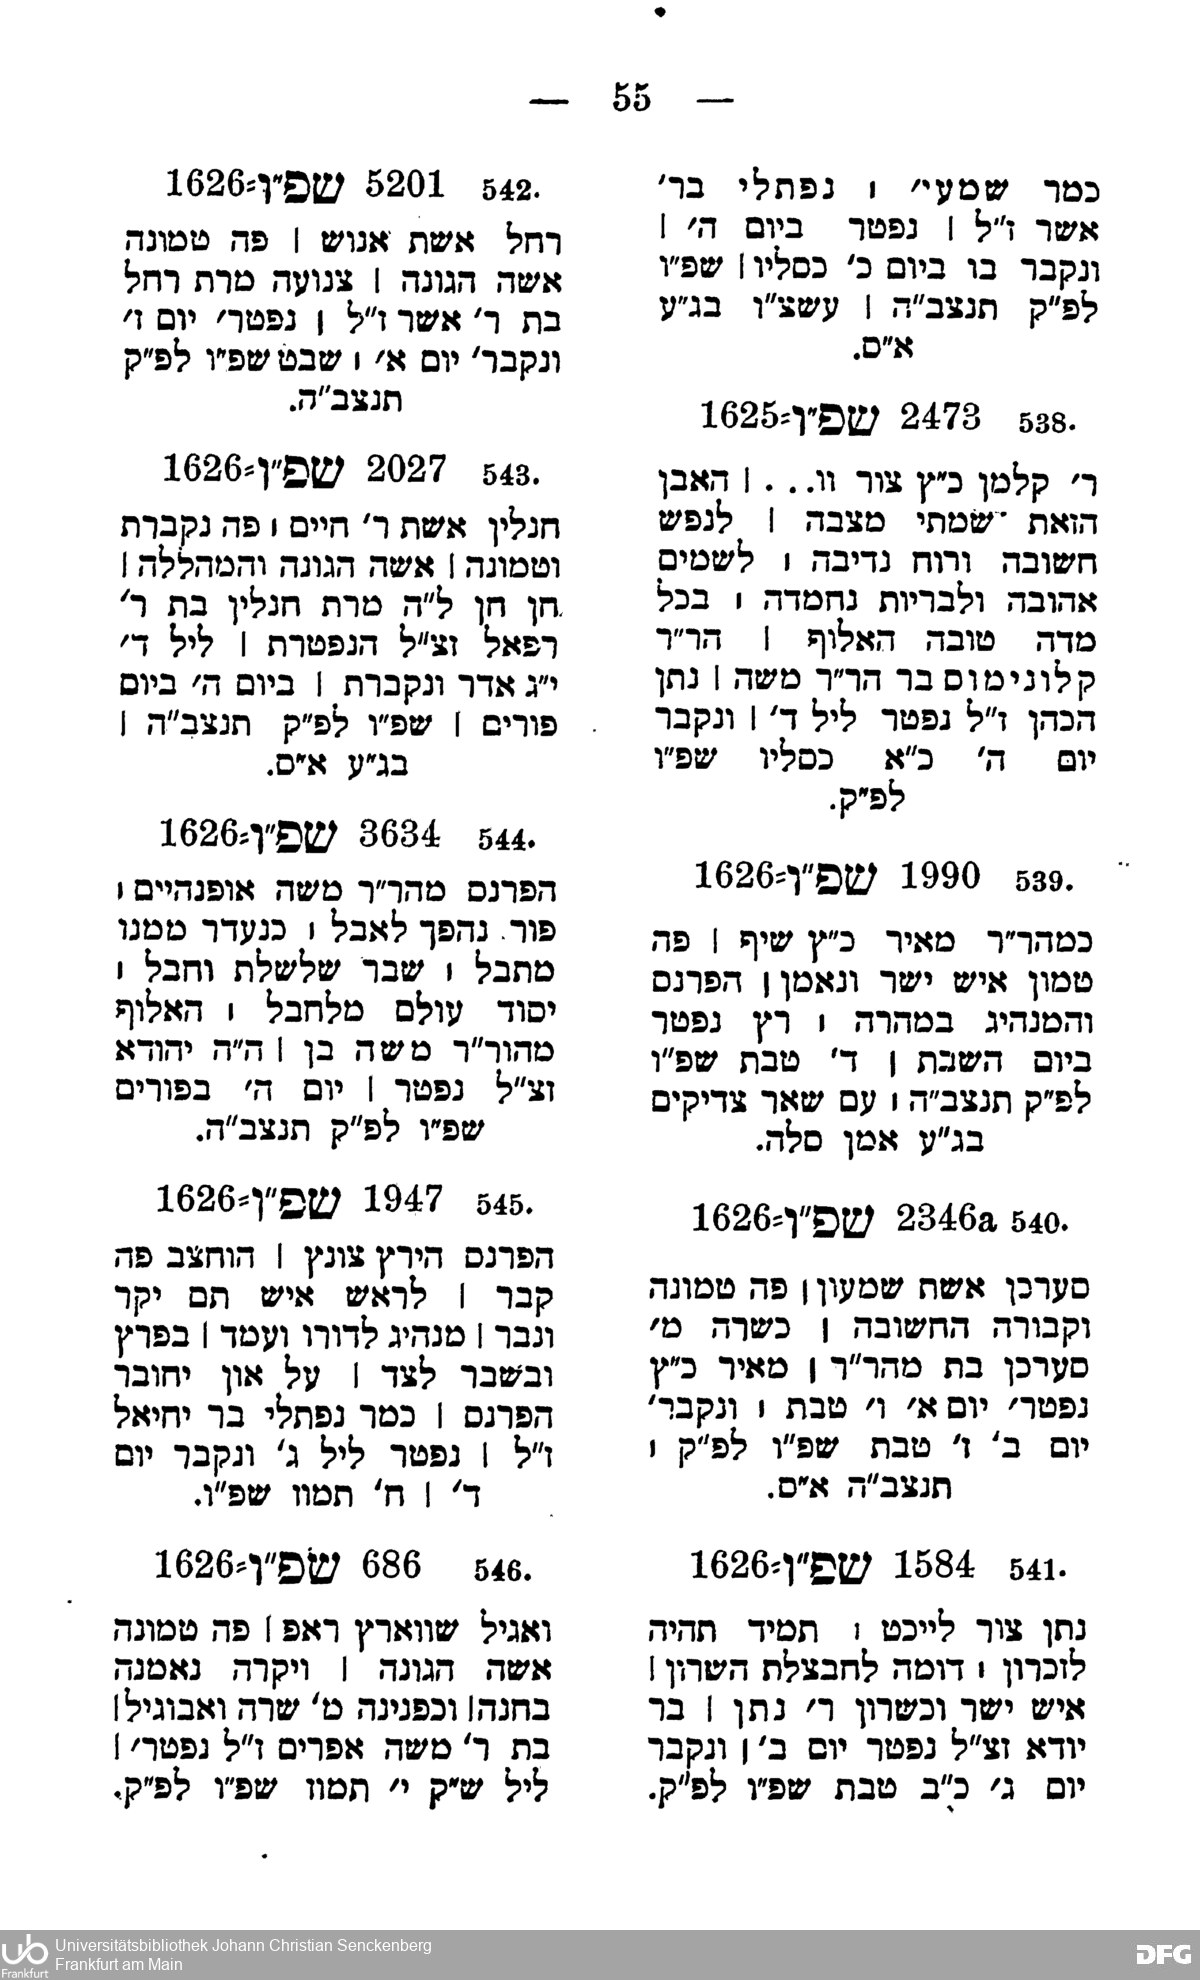 — 55 —
כמר שמעי׳ ׀ נפתלי בר׳
אשר ז״ל | נפטר ביום ה׳ |
ונקבר בו ביום כ׳ כסליו | שפ״ו
לפ״ק תנצב״ה | עשצ״ו בג״ע
א״ס.
538. 2473 שפ״ו=1625
ר׳ קלמן כ״ץ צור וו... | האבן
הזאת שמתי מצבה | לנפש
חשובה ורוח נדיבה ׀ לשמים
אהובה ולבריות נחמדה ׀ בכל
מדה טובה האלוף | הר״ר
קלונימוס בר הר״ר משה | נתן
הכהן ז״ל נפטר ליל ד׳ | ונקבר
יום ה׳ כ״א כסליו שפ״ו
לפ״ק.
539. 1990 שפ״ו=1626
כמהר״ר מאיר כ״ץ שיף | פה
טמון איש ישר ונאמן | הפרנס
והמנהיג במהרה ׀ רץ נפטר
ביום השבת | ד׳ טבת שפ״ו
לפ״ק תנצב״ה ׀ עם שאר צדיקים
בג״ע אמן סלה.
540. 2346a שפ״ו=1626
סערכן אשת שמעון | פה טמונה
וקבורה החשובה | כשרה מ׳
סערכן בת מהר״ר | מאיר כ״ץ
נפטר׳ יום א׳ ו׳ טבת ׀ ונקבר׳
יום ב׳ ז׳ טבת שפ״ו לפ״ק ׀
תנצב״ה א״ס.
541. 1584 שפ״ו=1626
נתן צור לייכט ׀ תמיד תהיה
לזכרון ׀ דומה לחבצלת השרון |
איש ישר וכשרון ר׳ נתן | בר
יודא זצ״ל נפטר יום ב׳ | ונקבר
יום ג׳ כ״ב טבת שפ״ו לפ״ק.
542. 5201 שפ״ו=1626
רחל אשת אנוש | פה טמונה
אשה הגונה | צנועה מרת רחל
בת ר׳ אשר ז״ל | נפטר׳ יום ז׳
ונקבר׳ יום א׳ ׀ שבט שפ״ו לפ״ק
תנצב״ה.
543. 2027 שפ״ו=1626
חנלין אשת ר׳ חיים ׀ פה נקברת
וטמונה | אשה הגונה והמהללה |
חן חן ל״ה מרת חנלין בת ר׳
רפאל זצ״ל הנפטרת | ליל ד׳
י״ג אדר ונקברת | ביום ה׳ ביום
פורים | שפ״ו לפ״ק תנצב״ה |
בג״ע א״ס.
544. 3634 שפ״ו=1626
הפרנס מהר״ר משה אופנהיים ׀
פור נהפך לאבל ׀ כנעדר ממנו
מתבל ׀ שבר שלשלת וחבל ׀
יסוד עולם מלחבל ׀ האלוף
מהור״ר משה בן | ה״ה יהודא
זצ״ל נפטר | יום ה׳ בפורים
שפ״ו לפ״ק תנצב״ה.
545. 1947 שפ״ו=1626
הפרנס הירץ צונץ | הוחצב פה
קבר | לראש איש תם יקר
ונבר | מנהיג לדורו ועמד | בפרץ
ובשבר לצד | על און יחובר
הפרנס | כמר נפתלי בר יחיאל
ז״ל | נפטר ליל ג׳ ונקבר יום
ד׳ | ח׳ תמוז שפ״ו.
546. 686 שפ״ו=1626
ואגיל שווארץ ראפ | פה טמונה
אשה הגונה | ויקרה נאמנה
בחנה | וכפנינה מ׳ שרה ואבוגיל |
בת ר׳ משה אפרים ז״ל נפטר׳ |
ליל ש״ק י׳ תמוז שפ״ו לפ״ק.
ub Frankfurt
Universitätsbibliothek Johann Christian Senckenberg
Frankfurt am Main
DFG